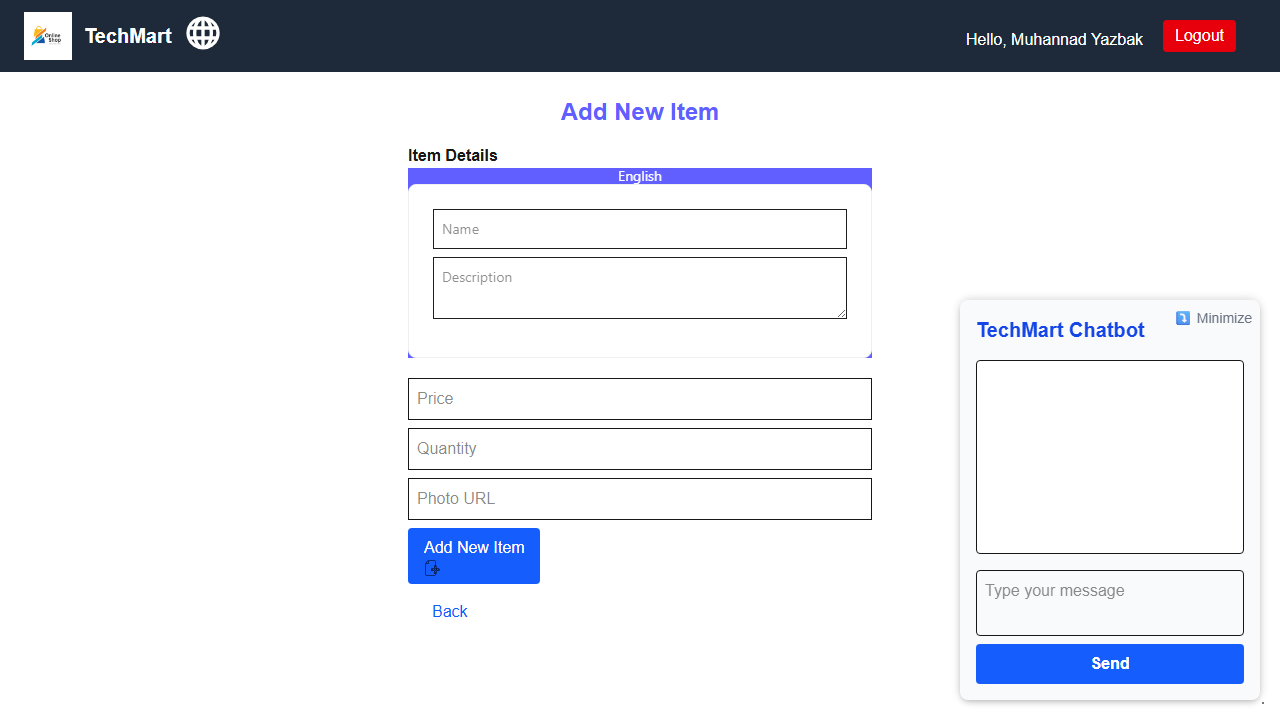 Online
Shop
TechMart
Hello, Muhannad Yazbak
Logout
Add New Item
Item Details
English
Name
Description
Price
Quantity
Photo URL
Add New Item
Back
Minimize
TechMart Chatbot
Type your message
Send
.